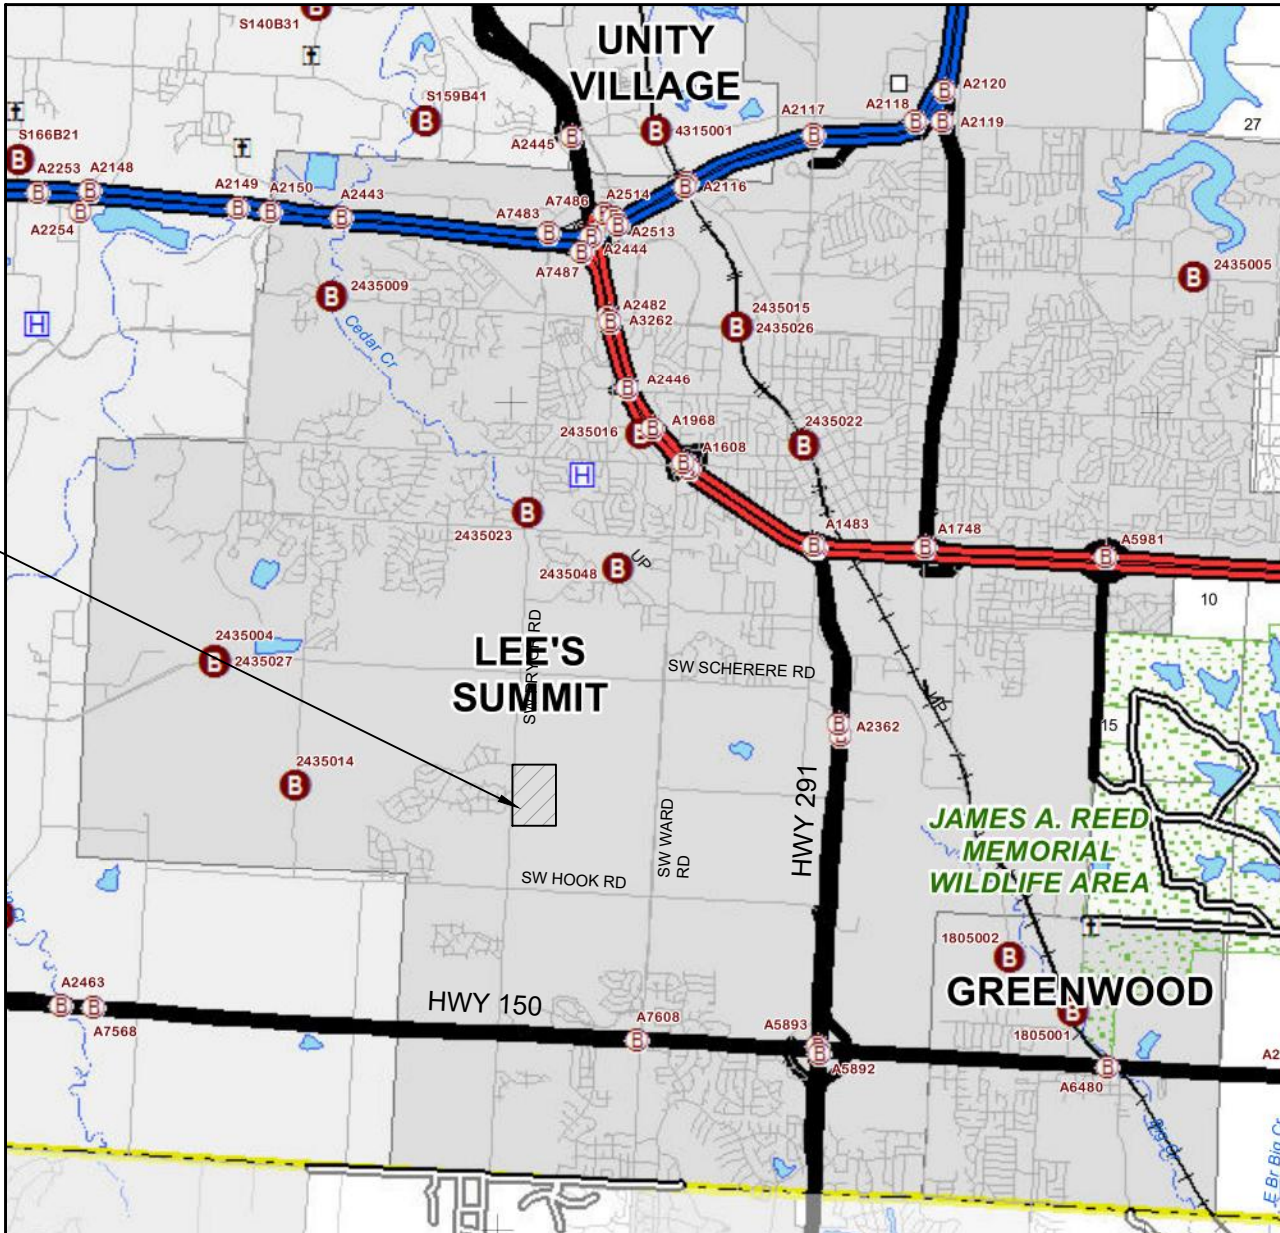 S140B31
UNITY
VILLAGE
A2120
S159B41
A2118
A2117
27
A2119
4315001
A2445
S166B21
A2253
A2148
A2149
A2150
A2443
A7483
A7486
A2514
A2116
A2254
A2513
A2444
A7487
2435005
2435009
H
Cedar Cr
A2482
A3262
2435015
2435026
A2446
A1968
2435016
2435022
H
A1608
2435023
A1483
A1748
A5981
2435048
UP
10
2435004
2435027
LEE'S
SUMMIT
SW SCHERERE RD
UP
A2362
15
2435014
HWY 291
SW WARD
RD
JAMES A. REED
MEMORIAL
WILDLIFE AREA
SW HOOK RD
1805002
GREENWOOD
A2463
A7568
HWY 150
A7608
A5893
A5892
1805001
A6480
A2
E Br Big Cr